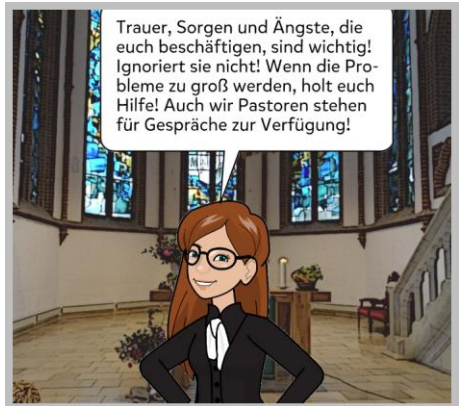 Trauer, Sorgen und Ängste, die
euch beschäftigen, sind wichtig!
Ignoriert sie nicht! Wenn die Pro-
bleme zu groß werden, holt euch
Hilfe! Auch wir Pastoren stehen
für Gespräche zur Verfügung!